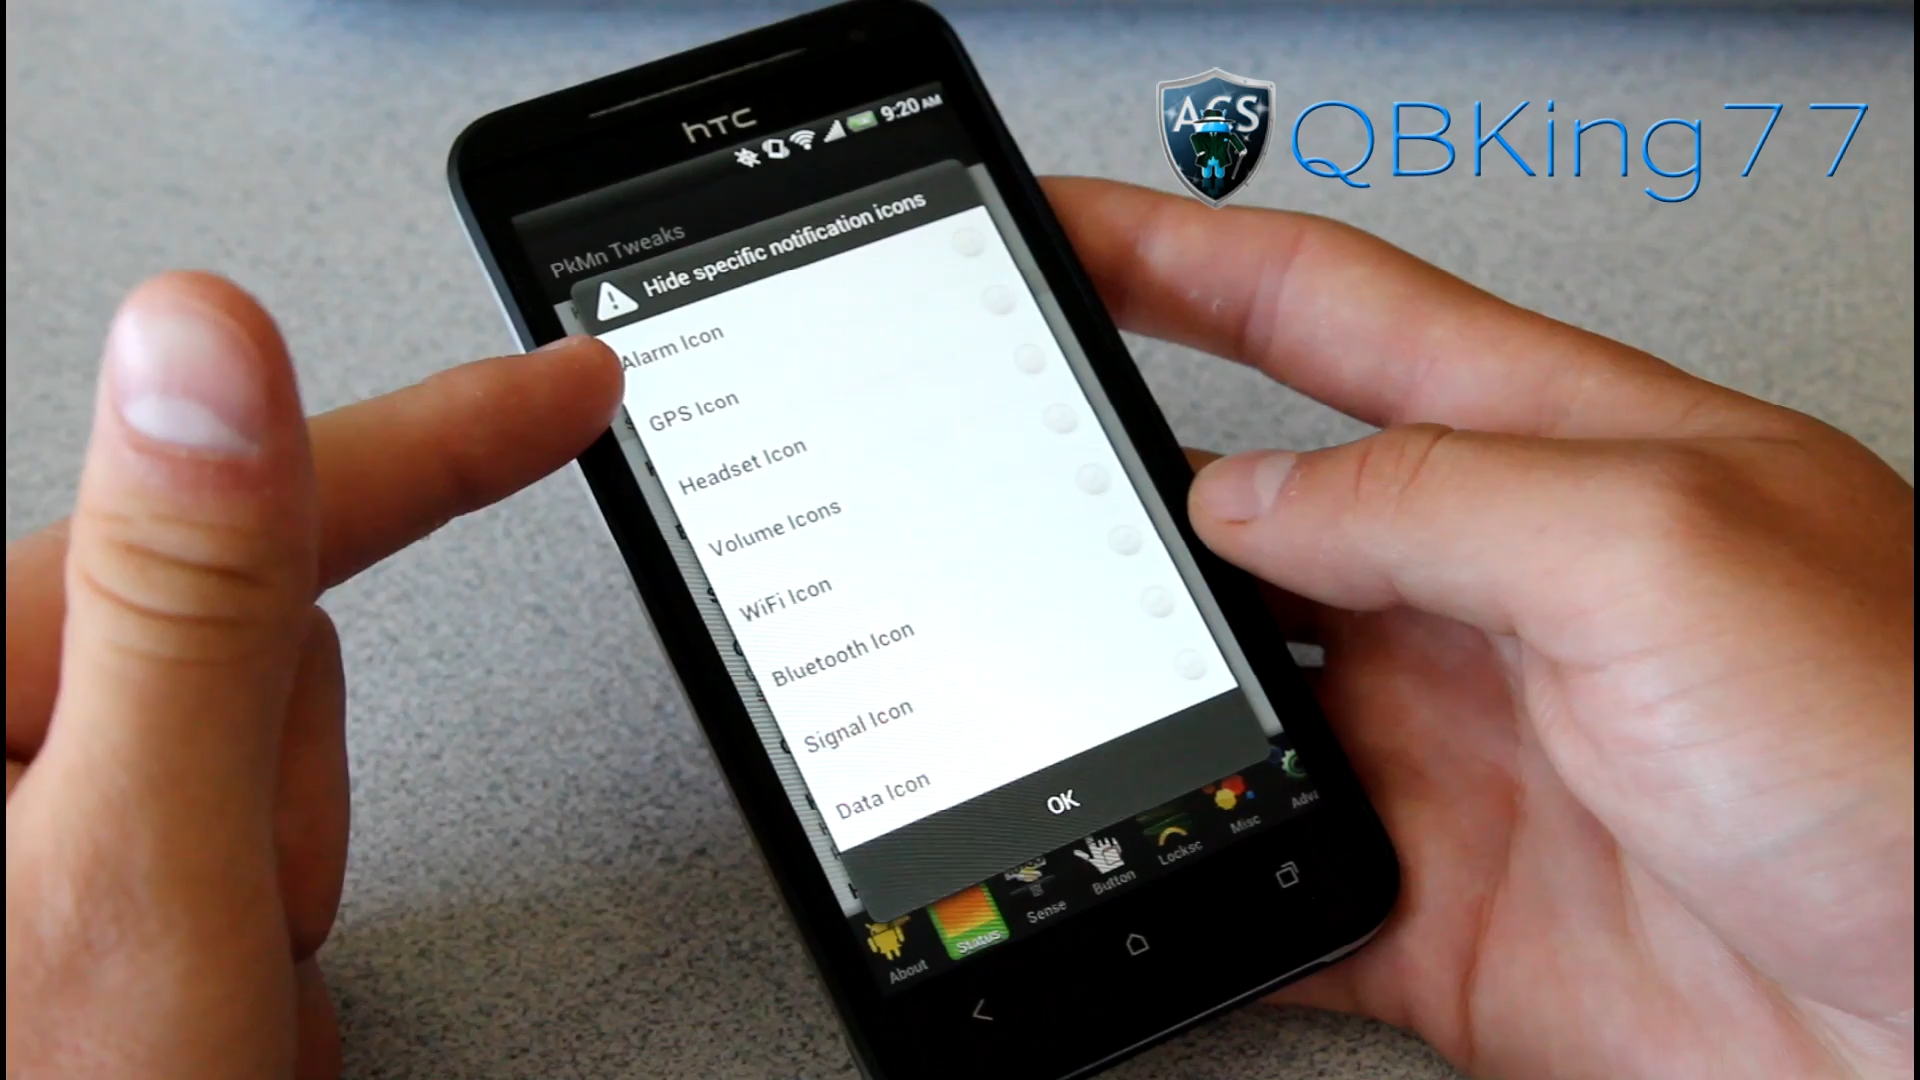 ACS
QBKing77
hTC
9:20 AM
PkMn Tweaks
Hide specific notification icons
Alarm Icon
GPS Icon
Headset Icon
Volume Icons
WiFi Icon
Bluetooth Icon
Signal Icon
Data Icon
OK
About
Status
Sense
Button
Locksc
Misc
Adva